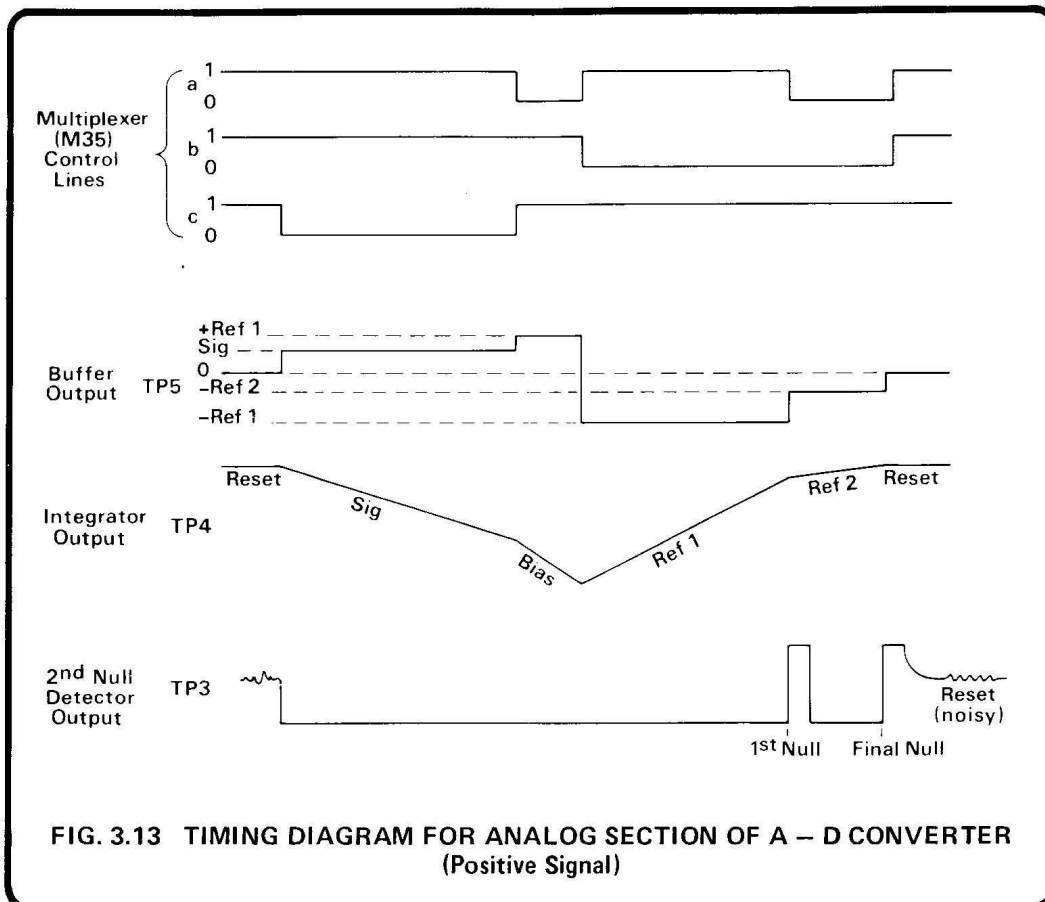 Multiplexer
(M35)
Control
Lines
a 1
0
b 1
0
c 1
0
Buffer
Output
TP5
+Ref 1
Sig
0
−Ref 2
−Ref 1
Integrator
Output
TP4
Reset
Sig
Bias
Ref 1
Ref 2
Reset
2nd Null
Detector
Output
TP3
1st Null
Final Null
Reset
(noisy)
FIG. 3.13 TIMING DIAGRAM FOR ANALOG SECTION OF A – D CONVERTER
(Positive Signal)